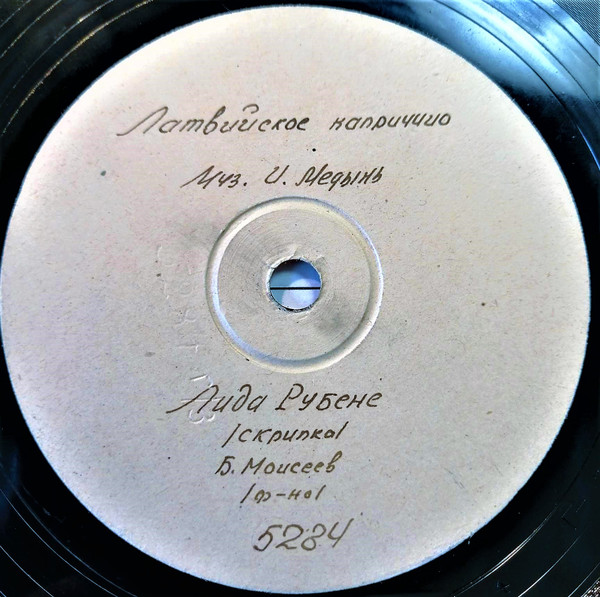 Латвийское каприччио
Муз. И. Медынь
Лида Рубене
/скрипка/
Б. Моисеев
/ф-но/
5284